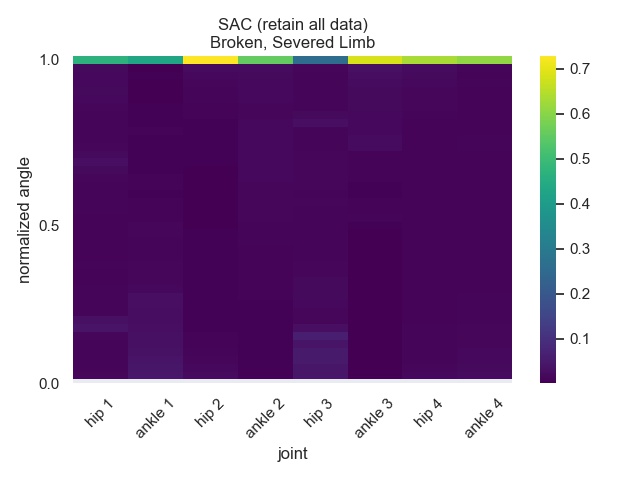 SAC (retain all data)
Broken, Severed Limb
1.0
0.5
0.0
normalized angle
hip 1
ankle 1
hip 2
ankle 2
hip 3
ankle 3
hip 4
ankle 4
joint
0.7
0.6
0.5
0.4
0.3
0.2
0.1